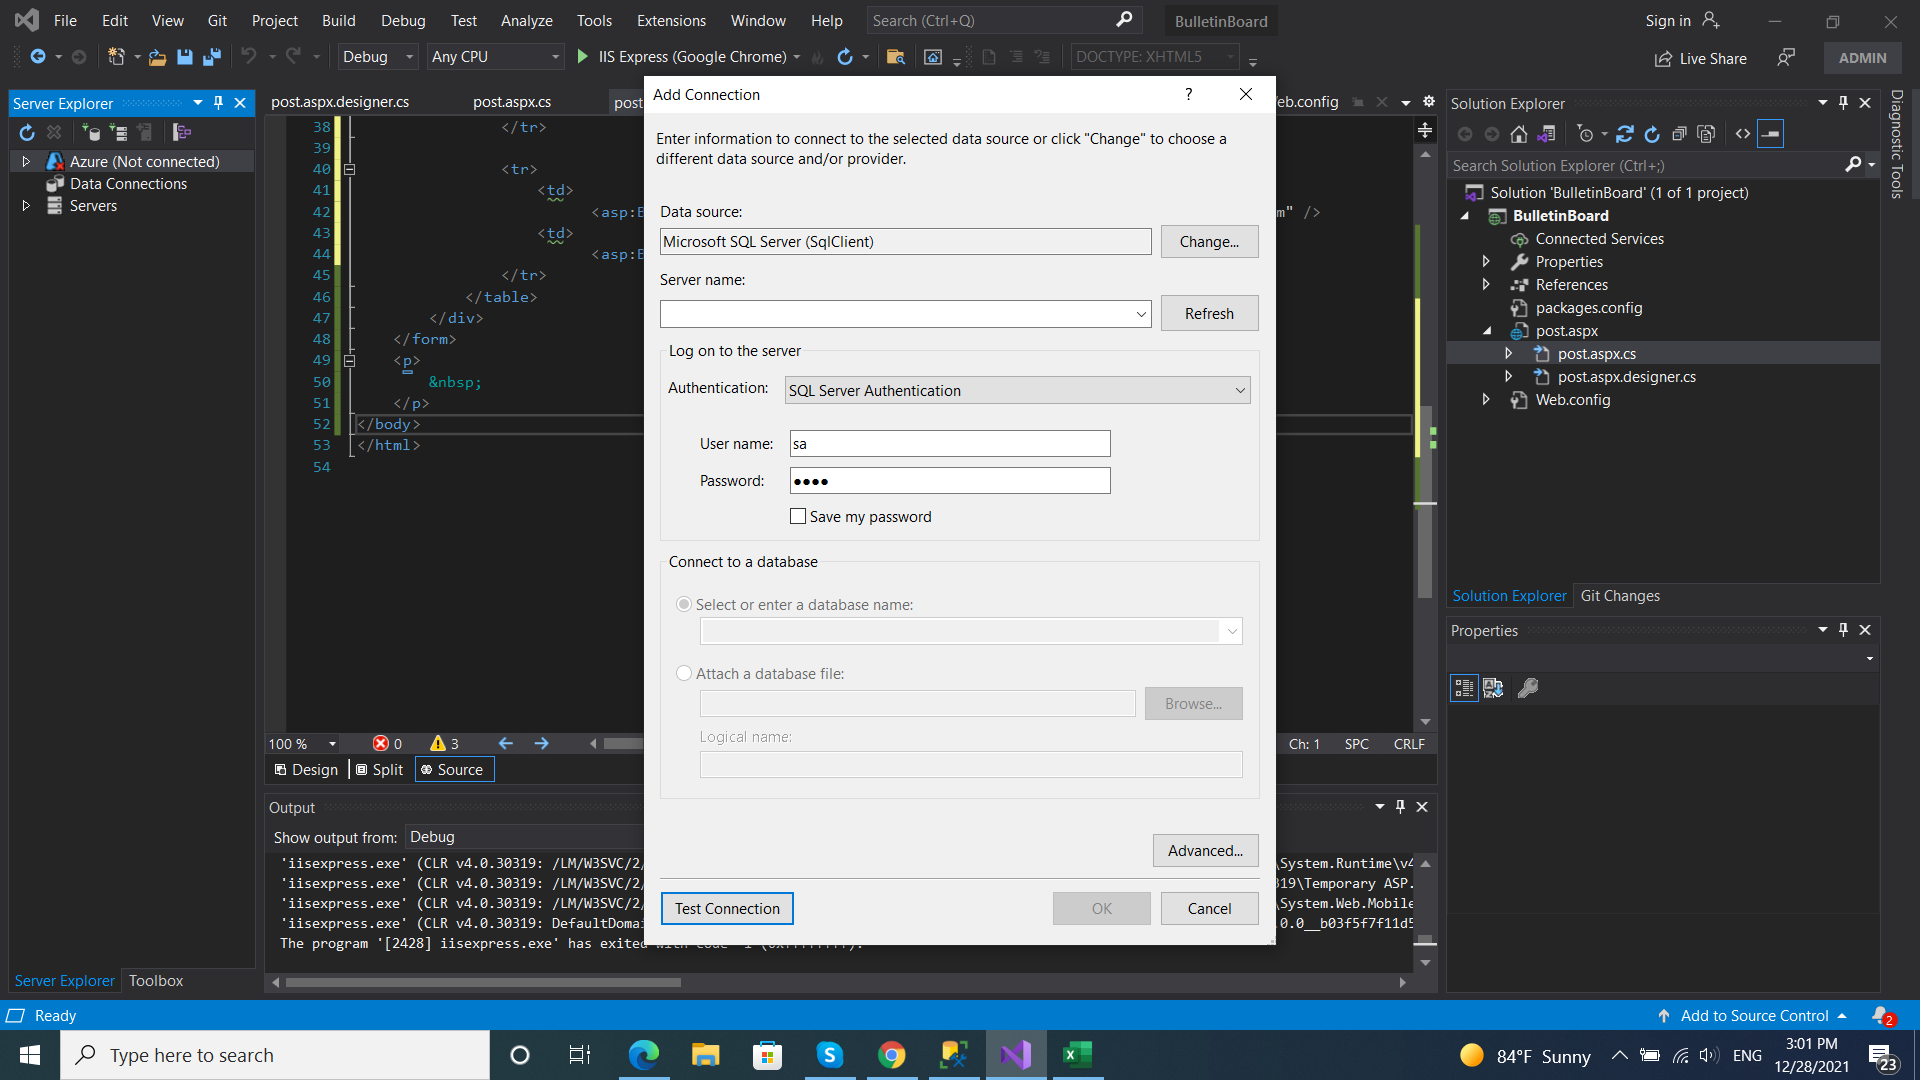 File Edit View Git Project Build Debug Test Analyze Tools Extensions Window Help Search (Ctrl+Q) BulletinBoard Sign in
Debug Any CPU IIS Express (Google Chrome) DOCTYPE: XHTML5 Live Share ADMIN
Server Explorer
Azure (Not connected)
Data Connections
Servers
Server Explorer Toolbox
post.aspx.designer.cs post.aspx.cs post eb.config
38 </tr>
39
40 <tr>
41 <td>
42 <asp: m" />
43 <td>
44 <asp:
45 </tr>
46 </table>
47 </div>
48 </form>
49 <p>
50 &nbsp;
51 </p>
52 </body>
53 </html>
54
100 % 0 3 Ch: 1 SPC CRLF
Design Split Source
Output
Show output from: Debug
'iisexpress.exe' (CLR v4.0.30319: /LM/W3SVC/2/ \System.Runtime\v4
'iisexpress.exe' (CLR v4.0.30319: /LM/W3SVC/2/ 319\Temporary ASP.
'iisexpress.exe' (CLR v4.0.30319: /LM/W3SVC/2/ \System.Web.Mobile
'iisexpress.exe' (CLR v4.0.30319: DefaultDomai .0.0__b03f5f7f11d5
The program '[2428] iisexpress.exe' has exited with code
Add Connection ?
Enter information to connect to the selected data source or click "Change" to choose a
different data source and/or provider.
Data source:
Microsoft SQL Server (SqlClient) Change...
Server name:
Refresh
Log on to the server
Authentication: SQL Server Authentication
User name: sa
Password: ●●●●
Save my password
Connect to a database
Select or enter a database name:
Attach a database file:
Browse...
Logical name:
Advanced...
Test Connection OK Cancel
Solution Explorer
Search Solution Explorer (Ctrl+;)
Solution 'BulletinBoard' (1 of 1 project)
BulletinBoard
Connected Services
Properties
References
packages.config
post.aspx
post.aspx.cs
post.aspx.designer.cs
Web.config
Solution Explorer Git Changes
Properties
Diagnostic Tools
Ready Add to Source Control 2
Type here to search 84°F Sunny ENG 3:01 PM
12/28/2021 23